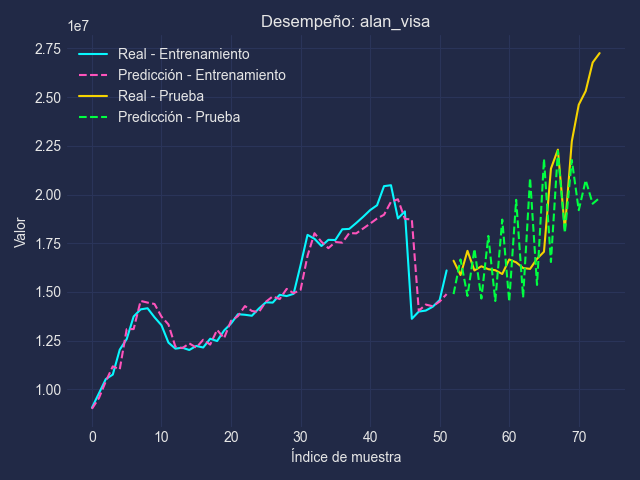 Desempeño: alan_visa
1e7
Real - Entrenamiento
Predicción - Entrenamiento
Real - Prueba
Predicción - Prueba
2.75
2.50
2.25
2.00
1.75
1.50
1.25
1.00
Valor
0 10 20 30 40 50 60 70
Índice de muestra